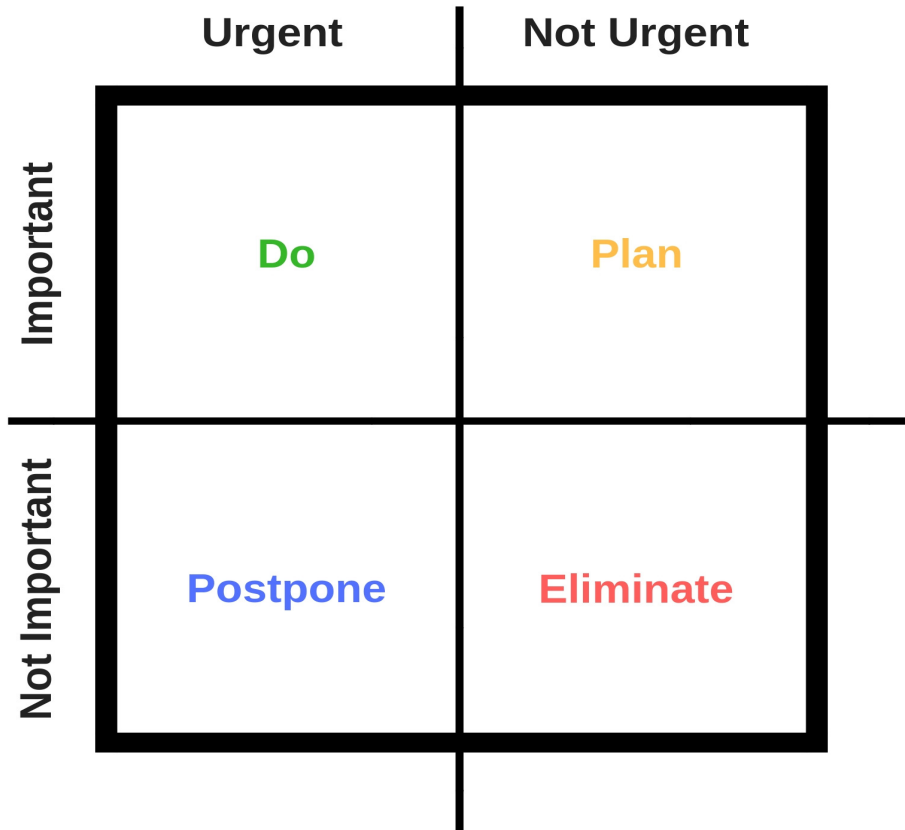 Urgent
Not Urgent
Important
Do
Plan
Not Important
Postpone
Eliminate